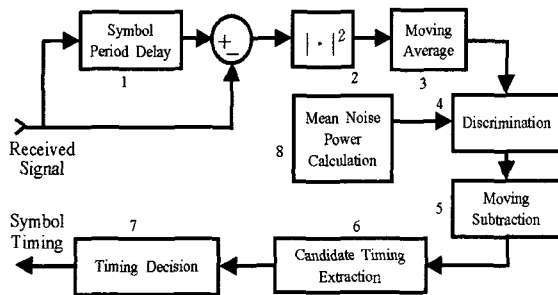 Symbol
Period Delay
1
+
−
| · |²
2
Moving
Average
3
4
Discrimination
Received
Signal
8
Mean Noise
Power
Calculation
5
Moving
Subtraction
6
Candidate Timing
Extraction
7
Timing Decision
Symbol
Timing